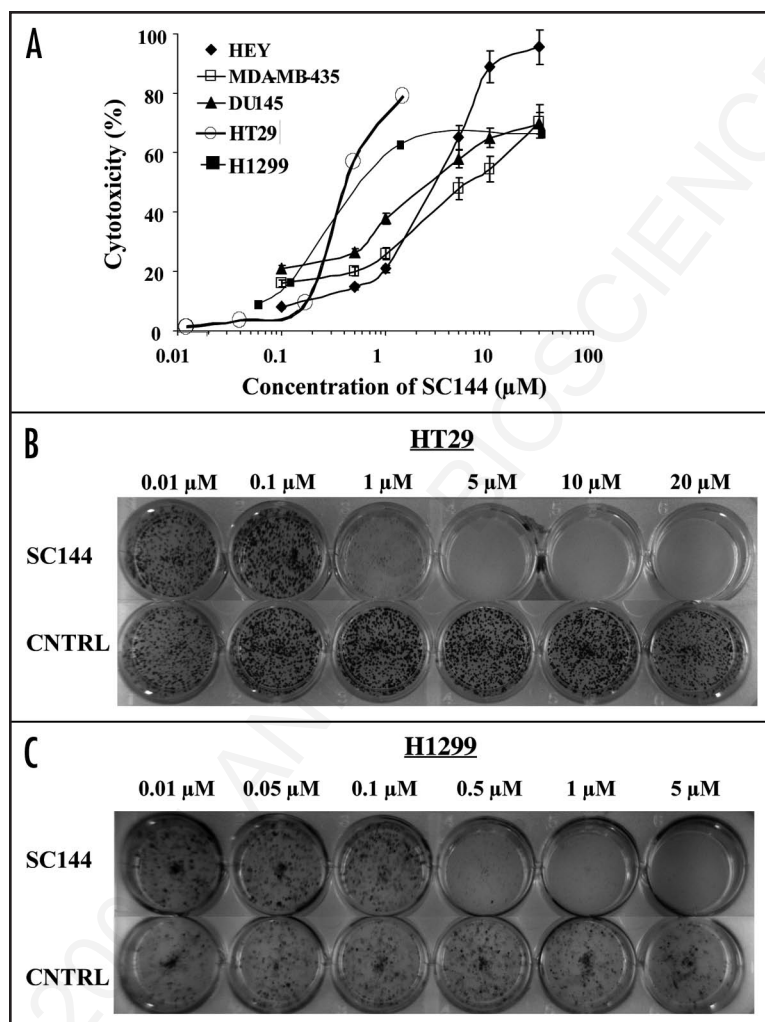 A
100
80
60
40
20
0
Cytotoxicity (%)
HEY
MDA-MB-435
DU145
HT29
H1299
0.01 0.1 1 10 100
Concentration of SC144 (µM)
B
HT29
0.01 µM 0.1 µM 1 µM 5 µM 10 µM 20 µM
SC144
CNTRL
C
H1299
0.01 µM 0.05 µM 0.1 µM 0.5 µM 1 µM 5 µM
SC144
CNTRL
BIOSCIENCE